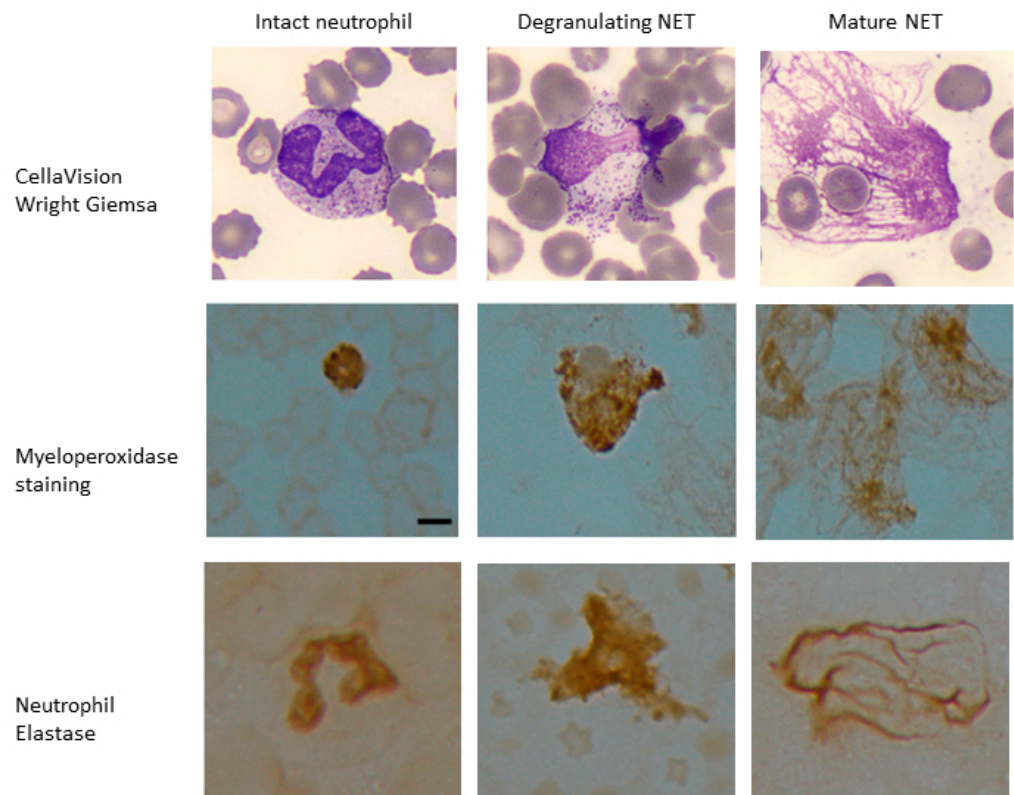 Intact neutrophil
Degranulating NET
Mature NET
CellaVision
Wright Giemsa
Myeloperoxidase
staining
Neutrophil
Elastase